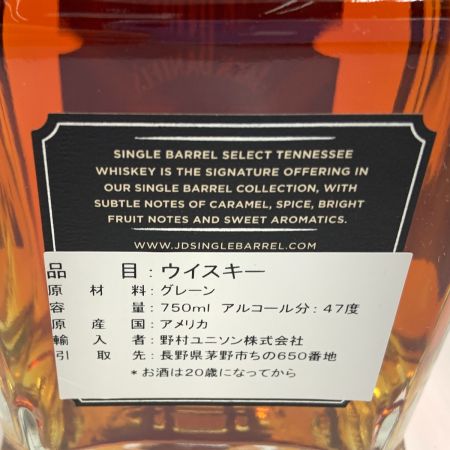 SINGLE BARREL SELECT TENNESSEE
WHISKEY IS THE SIGNATURE OFFERING IN
OUR SINGLE BARREL COLLECTION, WITH
SUBTLE NOTES OF CARAMEL, SPICE, BRIGHT
FRUIT NOTES AND SWEET AROMATICS.
WWW.JDSINGLEBARREL.COM
品目:ウイスキー
原材料:グレーン
容量:750ml アルコール分:47度
原産国:アメリカ
輸入者:野村ユニソン株式会社
引取先:長野県茅野市ちの650番地
*お酒は20歳になってから